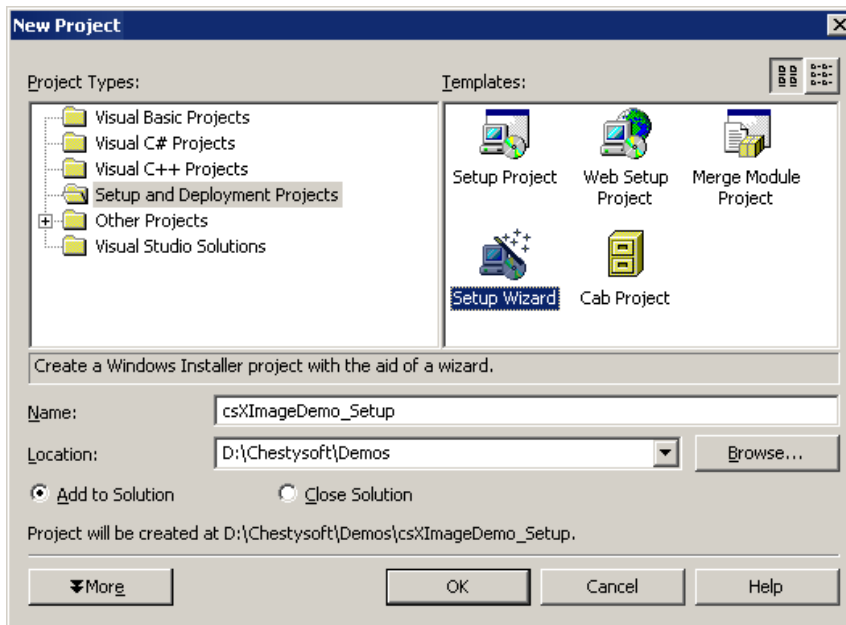 New Project
Project Types:
Templates:
Visual Basic Projects
Visual C# Projects
Visual C++ Projects
Setup and Deployment Projects
Other Projects
Visual Studio Solutions
Setup Project
Web Setup
Project
Merge Module
Project
Setup Wizard
Cab Project
Create a Windows Installer project with the aid of a wizard.
Name:
csXImageDemo_Setup
Location:
D:\Chestysoft\Demos
Browse...
Add to Solution
Close Solution
Project will be created at D:\Chestysoft\Demos\csXImageDemo_Setup.
More
OK
Cancel
Help